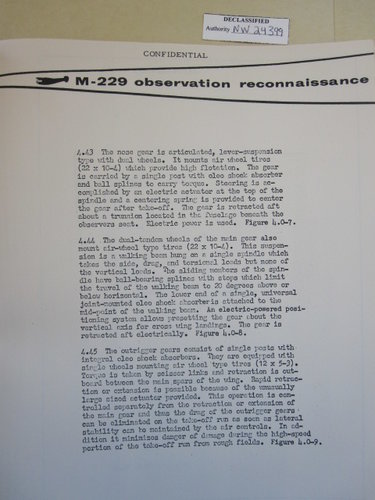 DECLASSIFIED
Authority NW 29399
CONFIDENTIAL
M-229 observation reconnaissance
4.43 The nose gear is articulated, lever-suspension
type with dual wheels. It mounts air wheel tires
(22 x 10-4) which provide high flotation. The gear
is carried by a single post with oleo shock absorber
and ball splines to carry torque. Steering is ac-
complished by an electric actuator at the top of the
spindle and a centering spring is provided to center
the gear after take-off. The gear is retracted aft
about a trunnion located in the fuselage beneath the
observers seat. Electric power is used. Figure 4.0-7.
4.44 The dual-tandem wheels of the main gear also
mount air-wheel type tires (22 x 10-4). This suspen-
sion is a walking beam hung on a single spindle which
takes the side, drag, and torsional loads but none of
the vertical loads. The sliding members of the spin-
dle have ball-bearing splines with stops which limit
the travel of the walking beam to 20 degrees above or
below horizontal. The lower end of a single, universal
joint-mounted oleo shock absorber is attached to the
mid-point of the walking beam. An electric-powered posi-
tioning system allows presetting the gear about the
vertical axis for cross wing landings. The gear is
retracted aft electrically. Figure 4.0-8.
4.45 The outrigger gears consist of single posts with
integral oleo shock absorbers. They are equipped with
single wheels mounting air wheel type tires (12 x 5-3).
Torque is taken by scissor links and retraction is out-
board between the main spars of the wing. Rapid retrac-
tion or extension is possible because of the unusually
large sized actuator provided. This operation is con-
trolled separately from the retraction or extension of
the main gear and thus the drag of the outrigger gears
can be eliminated on the take-off run as soon as lateral
stability can be maintained by the air controls. In ad-
dition it minimizes danger of damage during the high-speed
portion of the take-off run from rough fields. Figure 4.0-9.